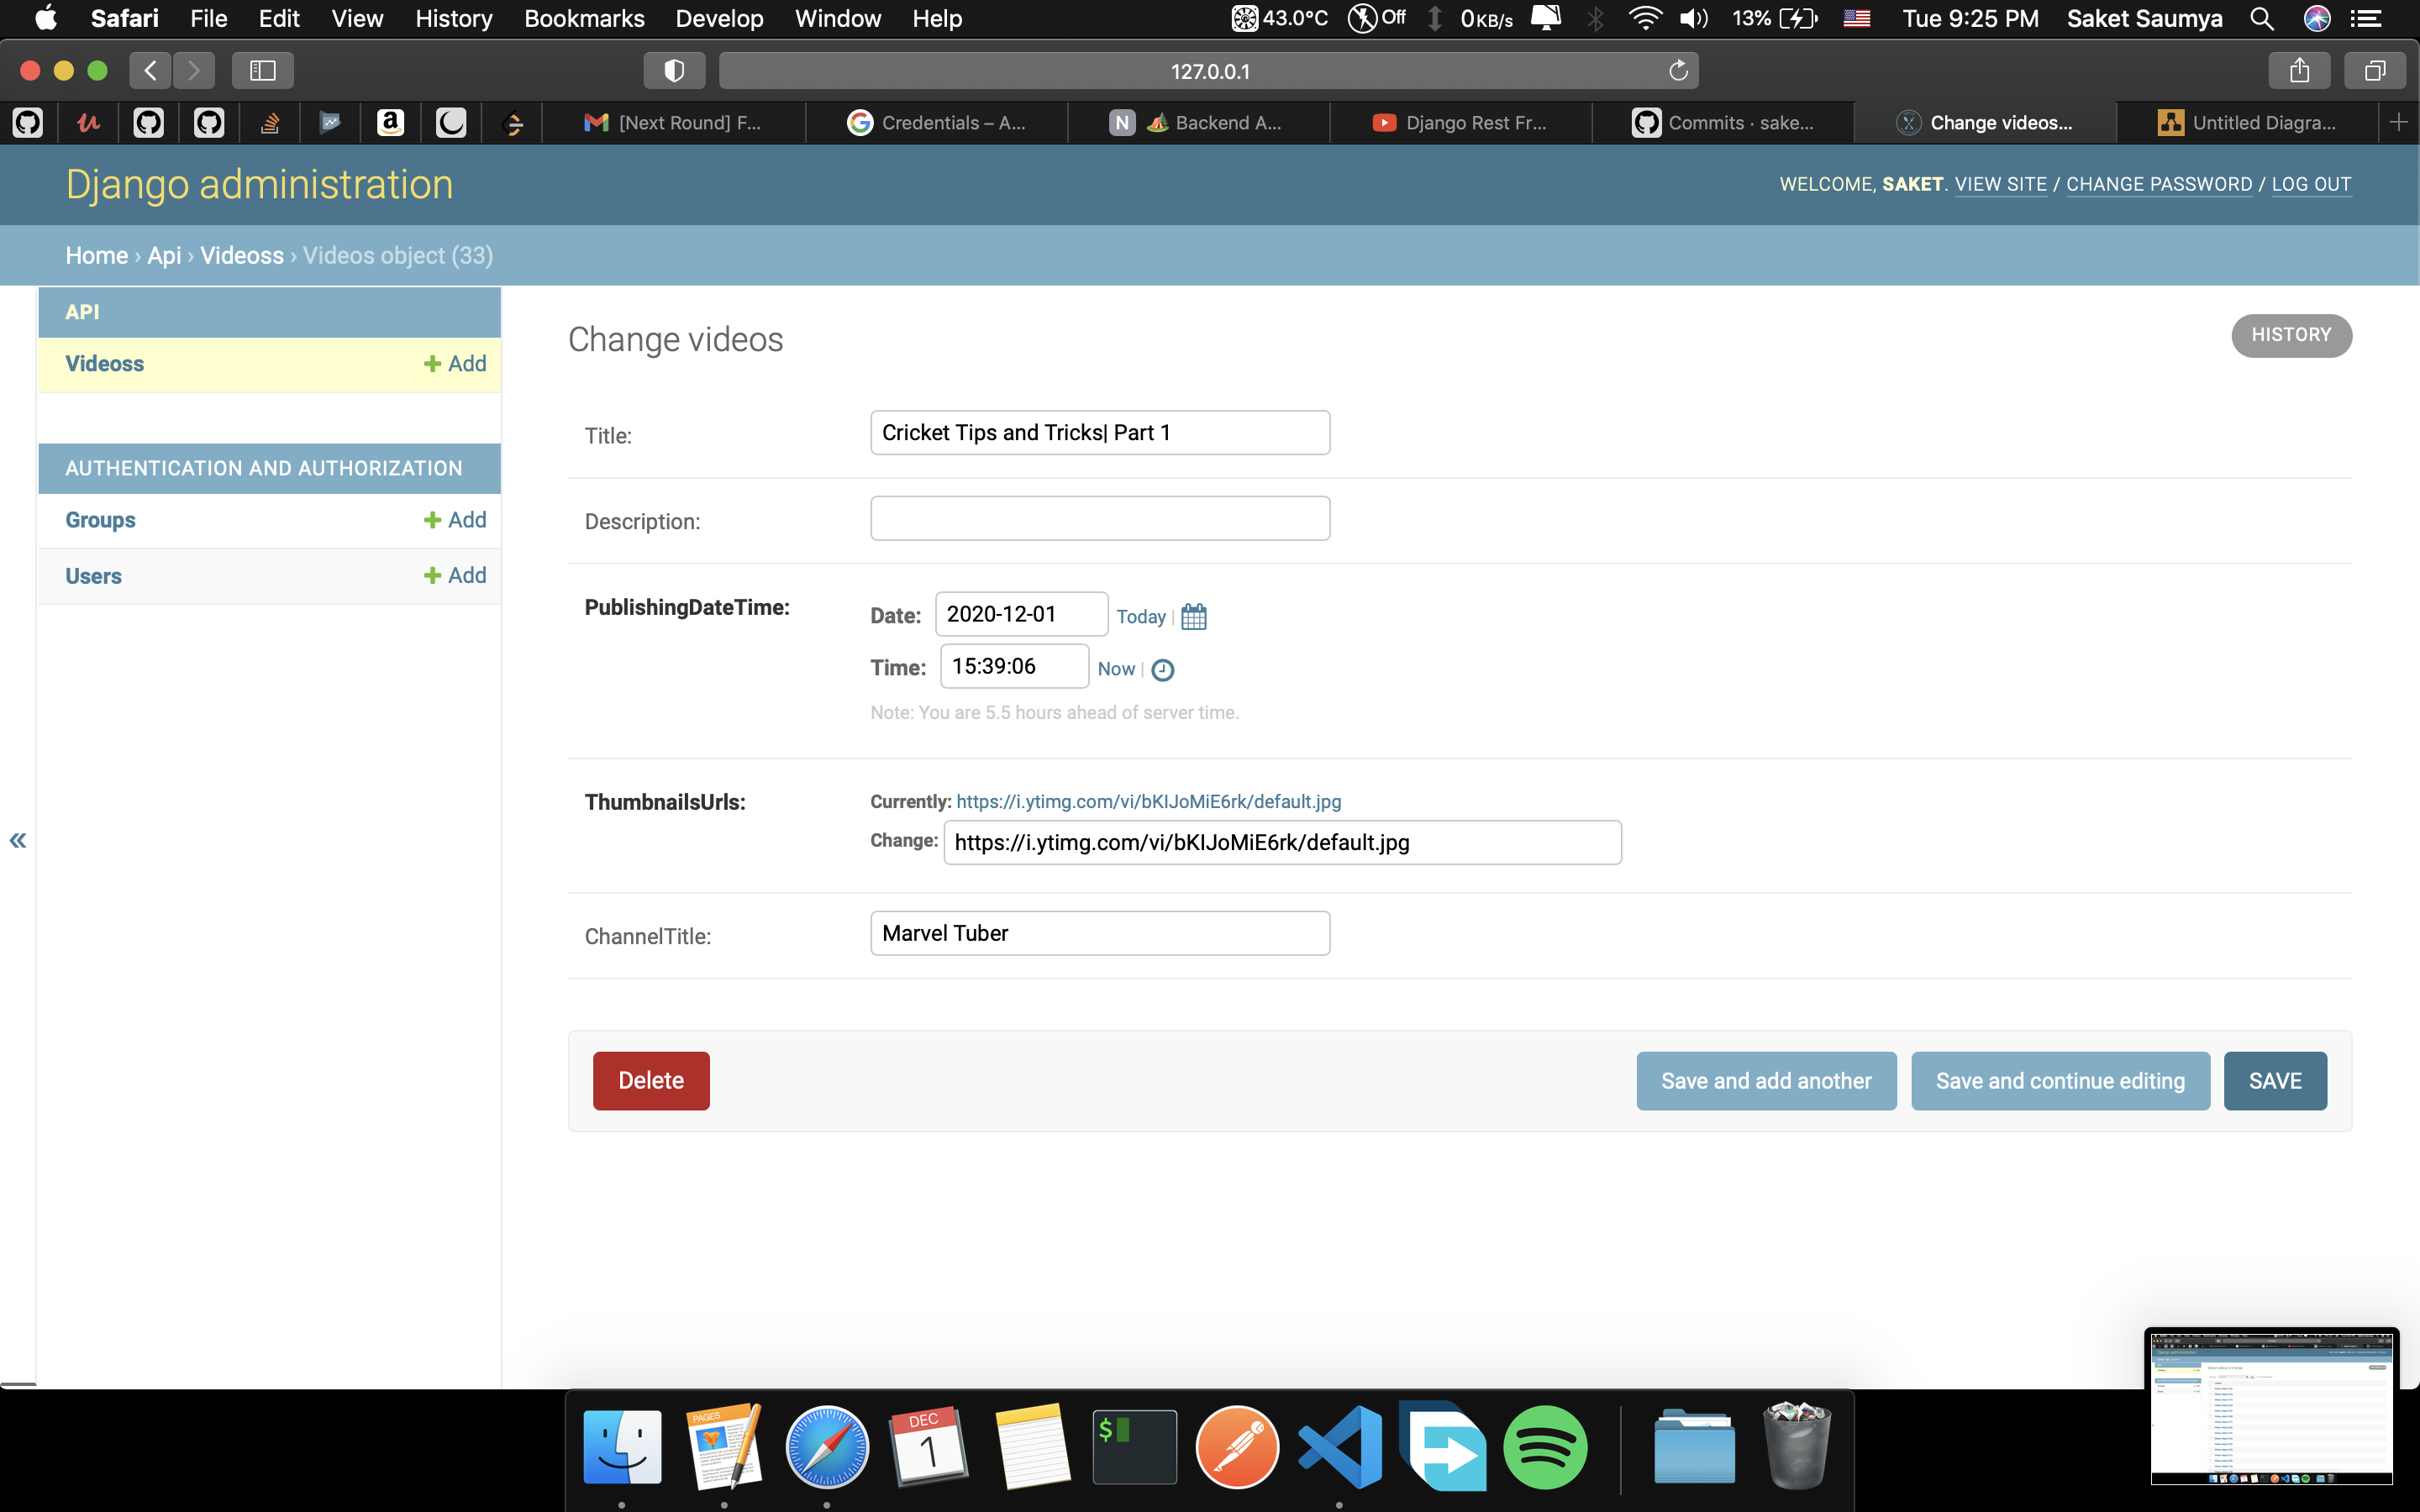 Safari File Edit View History Bookmarks Develop Window Help 43.0°C Off 0KB/s 13% Tue 9:25 PM Saket Saumya
127.0.0.1
[Next Round] F... Credentials – A... Backend A... Django Rest Fr... Commits · sake... Change videos... Untitled Diagra...
Django administration
WELCOME, SAKET. VIEW SITE / CHANGE PASSWORD / LOG OUT
Home › Api › Videoss › Videos object (33)
API
Videoss + Add
AUTHENTICATION AND AUTHORIZATION
Groups + Add
Users + Add
«
Change videos
HISTORY
Title: Cricket Tips and Tricks| Part 1
Description:
PublishingDateTime: Date: 2020-12-01 Today |
Time: 15:39:06 Now |
Note: You are 5.5 hours ahead of server time.
ThumbnailsUrls: Currently: https://i.ytimg.com/vi/bKIJoMiE6rk/default.jpg
Change: https://i.ytimg.com/vi/bKIJoMiE6rk/default.jpg
ChannelTitle: Marvel Tuber
Delete Save and add another Save and continue editing SAVE
PAGES
DEC
1
$